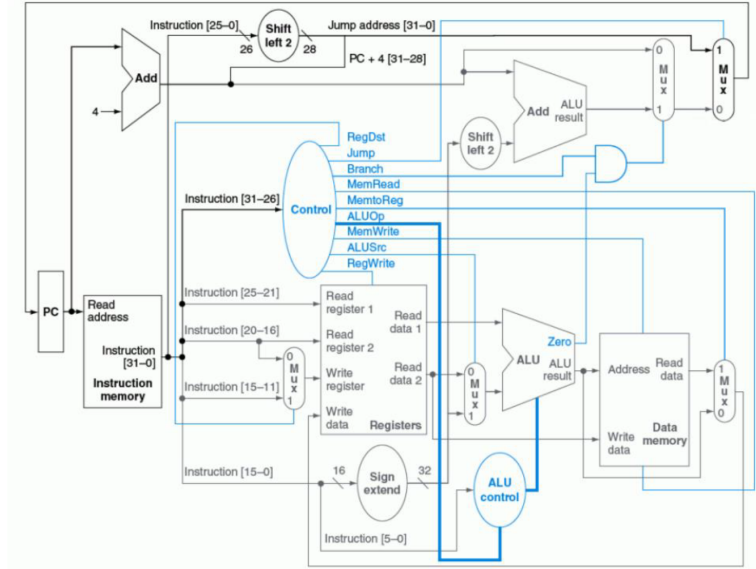 Instruction [25–0]
26
Shift
left 2
28
Jump address [31–0]
PC + 4 [31–28]
Add
4
0
M
u
x
1
1
M
u
x
0
Add
ALU
result
Shift
left 2
RegDst
Jump
Branch
MemRead
MemtoReg
ALUOp
MemWrite
ALUSrc
RegWrite
Control
Instruction [31–26]
PC
Read
address
Instruction
[31–0]
Instruction
memory
Instruction [25–21]
Instruction [20–16]
Instruction [15–11]
0
M
u
x
1
Read
register 1
Read
register 2
Write
register
Write
data
Read
data 1
Read
data 2
Registers
0
M
u
x
1
Zero
ALU
ALU
result
Address
Read
data
Write
data
Data
memory
1
M
u
x
0
Instruction [15–0]
16
Sign
extend
32
ALU
control
Instruction [5–0]